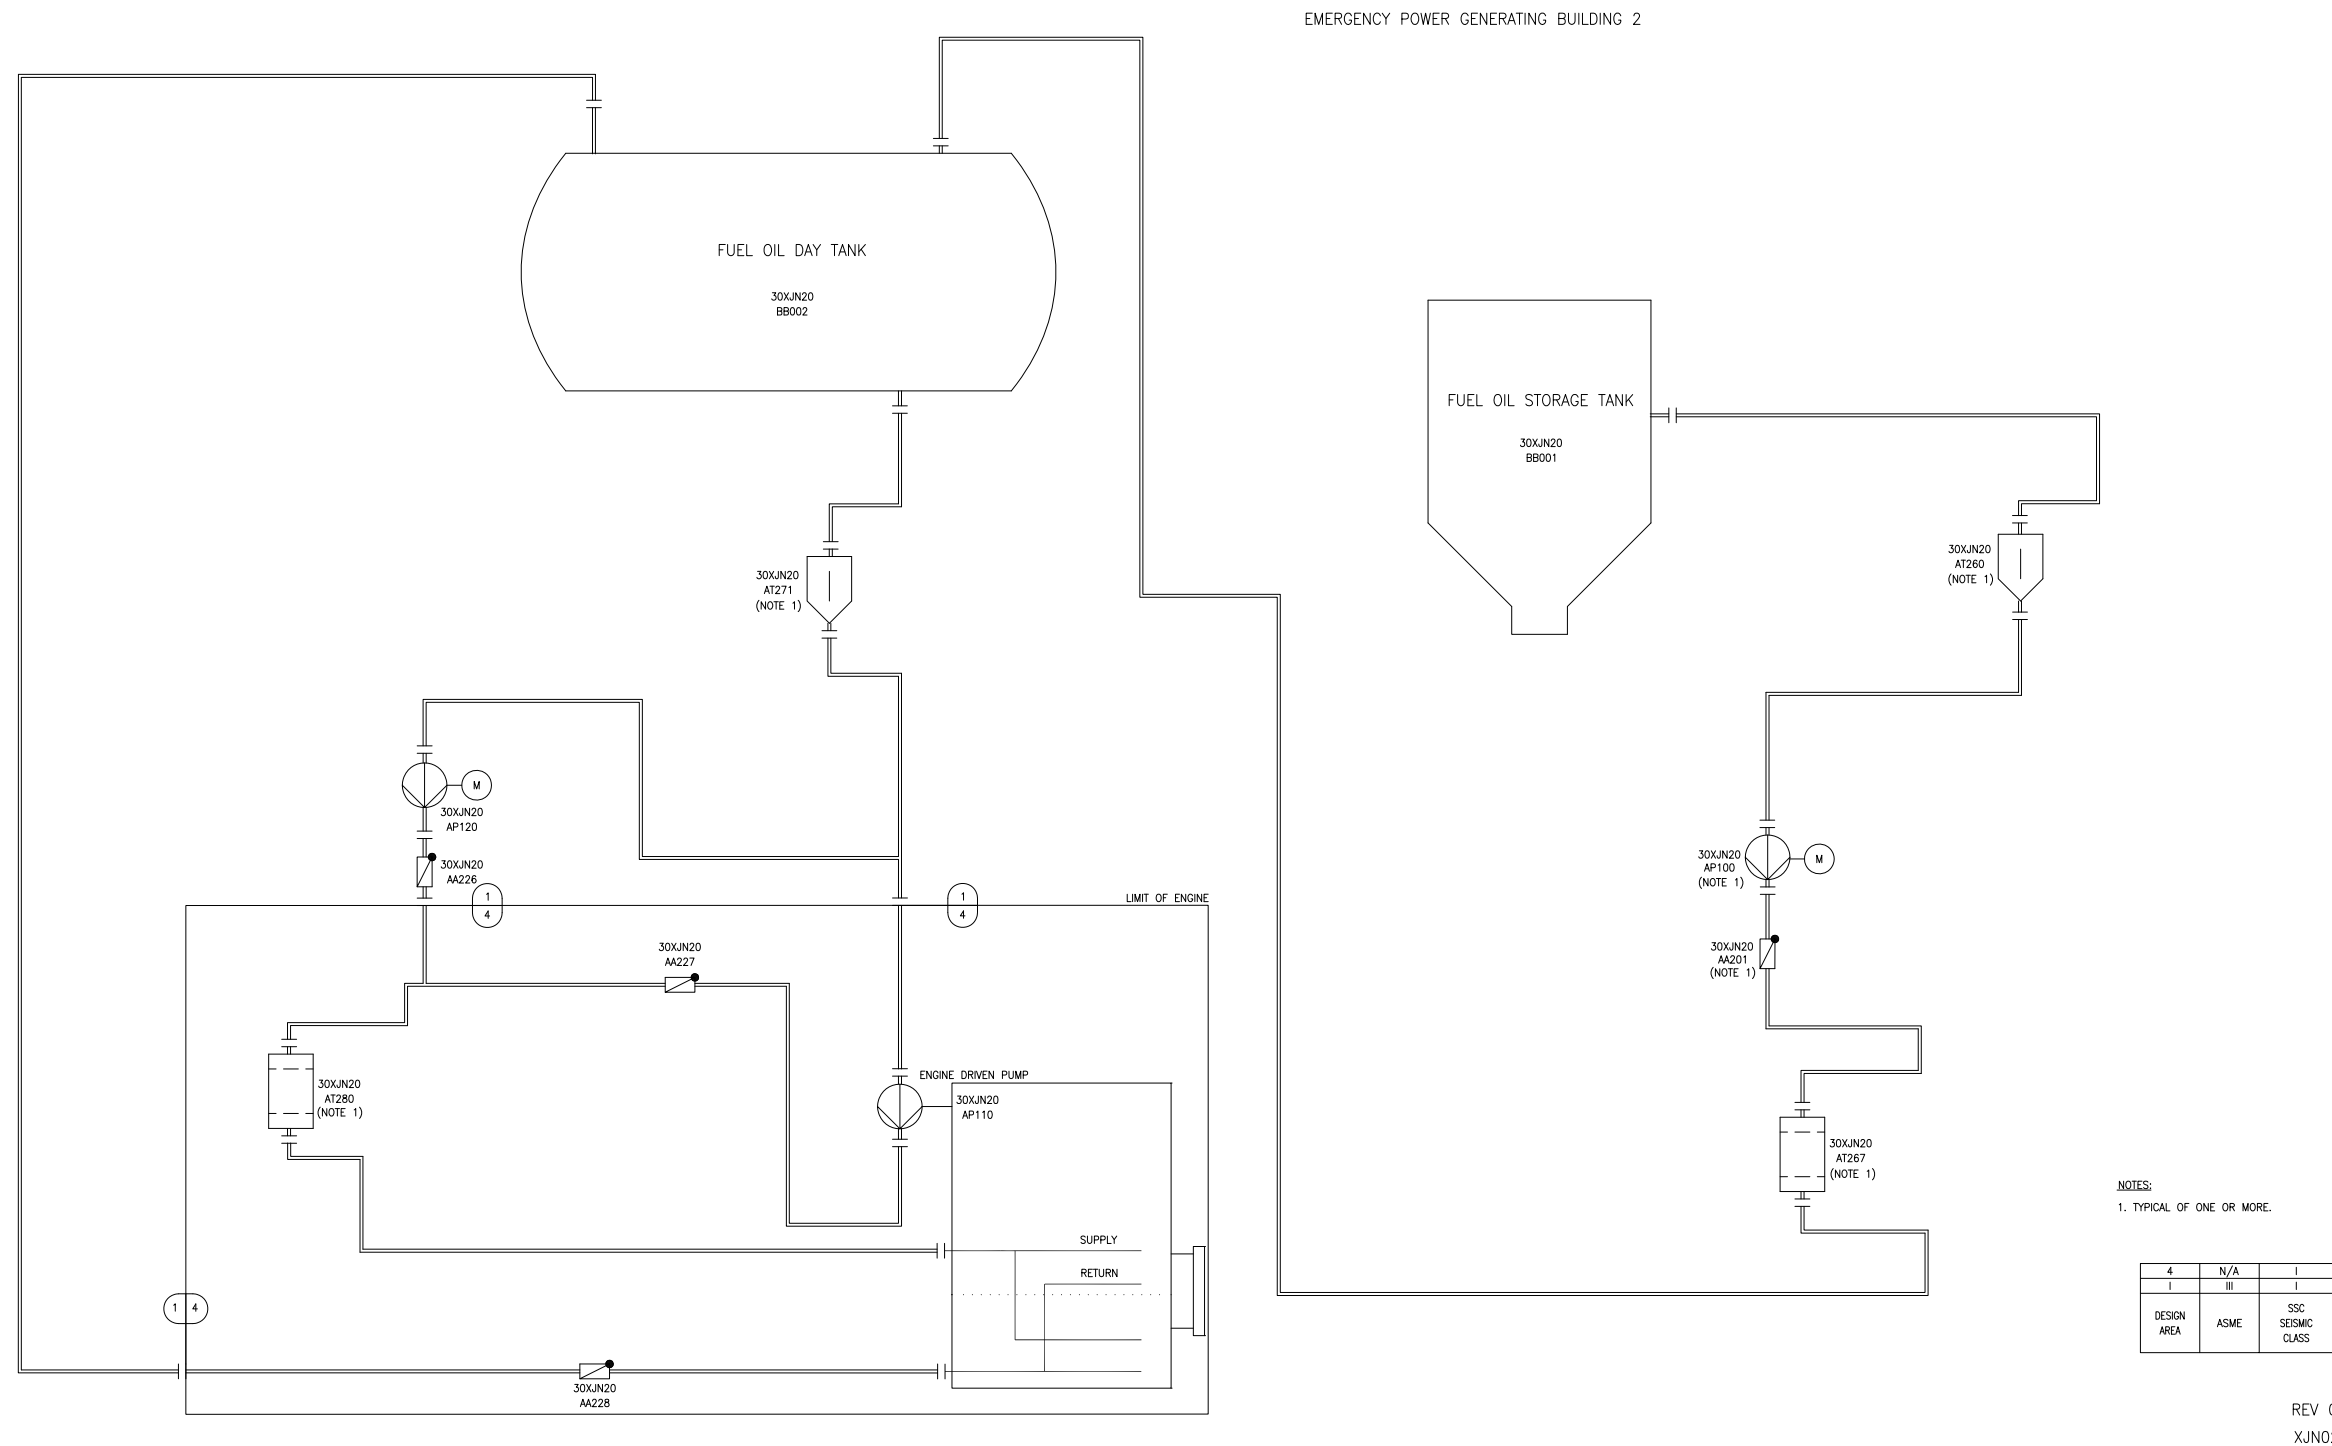 EMERGENCY POWER GENERATING BUILDING 2
FUEL OIL DAY TANK
30XJN20
BB002
FUEL OIL STORAGE TANK
30XJN20
BB001
30XJN20
AT271
(NOTE 1)
30XJN20
AT260
(NOTE 1)
M
30XJN20
AP120
30XJN20
AA226
1
4
1
4
LIMIT OF ENGINE
30XJN20
AP100
(NOTE 1)
M
30XJN20
AA227
30XJN20
AA201
(NOTE 1)
30XJN20
AT280
(NOTE 1)
ENGINE DRIVEN PUMP
30XJN20
AP110
30XJN20
AT267
(NOTE 1)
SUPPLY
RETURN
1 4
30XJN20
AA228
NOTES:
1. TYPICAL OF ONE OR MORE.
4 N/A I
I III I
DESIGN AREA
ASME
SSC SEISMIC CLASS
REV